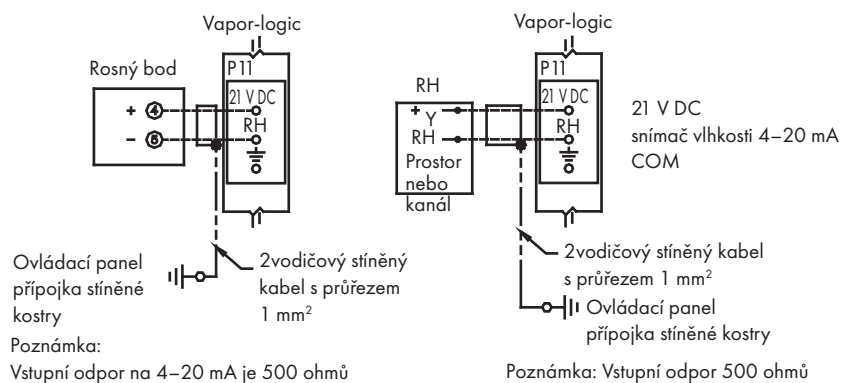 Vapor-logic
Rosný bod
P11
+ 4
− 5
21 V DC
RH
Ovládací panel
přípojka stíněné
kostry
2vodičový stíněný
kabel s průřezem
1 mm²
Poznámka:
Vstupní odpor na 4–20 mA je 500 ohmů
Vapor-logic
RH
P11
+ Y
RH
Prostor
nebo
kanál
21 V DC
RH
21 V DC
snímač vlhkosti 4–20 mA
COM
2vodičový stíněný kabel
s průřezem 1 mm²
Ovládací panel
přípojka stíněné kostry
Poznámka: Vstupní odpor 500 ohmů